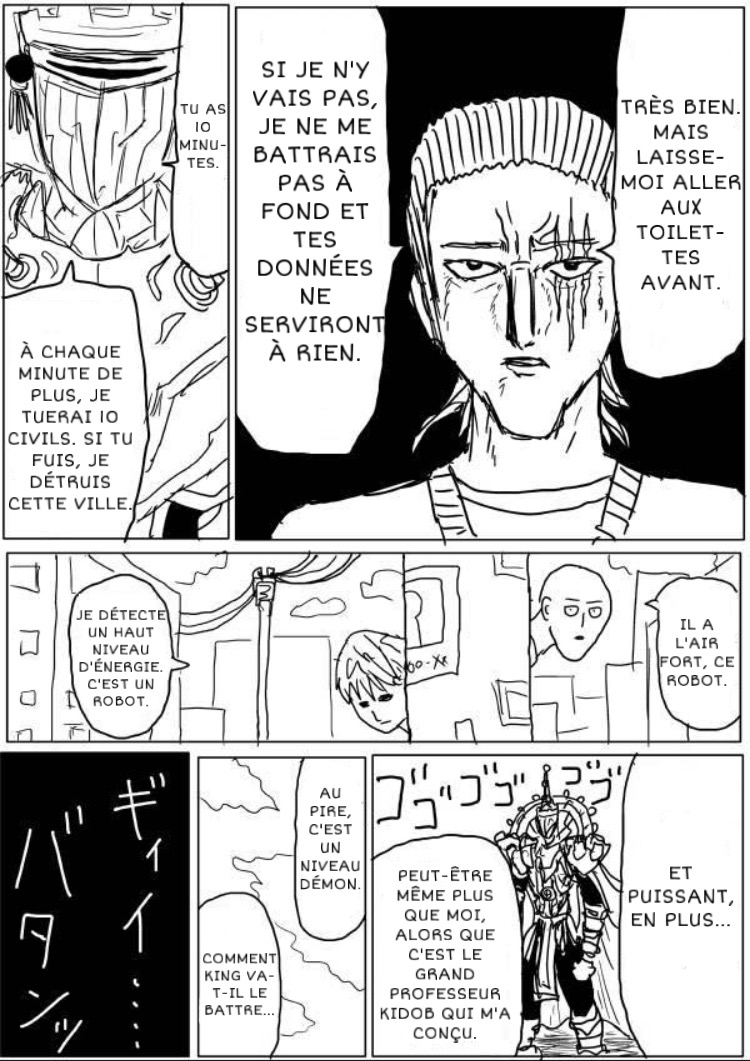 TRÈS BIEN.
MAIS
LAISSE-
MOI ALLER
AUX
TOILET-
TES
AVANT.
SI JE N'Y
VAIS PAS,
JE NE ME
BATTRAIS
PAS À
FOND ET
TES
DONNÉES
NE
SERVIRONT
À RIEN.
TU AS
10
MINU-
TES.
À CHAQUE
MINUTE DE
PLUS, JE
TUERAI 10
CIVILS. SI TU
FUIS, JE
DÉTRUIS
CETTE VILLE.
IL A
L'AIR
FORT, CE
ROBOT.
JE DÉTECTE
UN HAUT
NIVEAU
D'ÉNERGIE.
C'EST UN
ROBOT.
ET
PUISSANT,
EN PLUS...
ゴゴゴゴゴゴ
PEUT-ÊTRE
MÊME PLUS
QUE MOI,
ALORS QUE
C'EST LE
GRAND
PROFESSEUR
KIDOB QUI M'A
CONÇU.
AU
PIRE,
C'EST
UN
NIVEAU
DÉMON.
COMMENT
KING VA-
T-IL LE
BATTRE...
ギィイ……
バタンッ